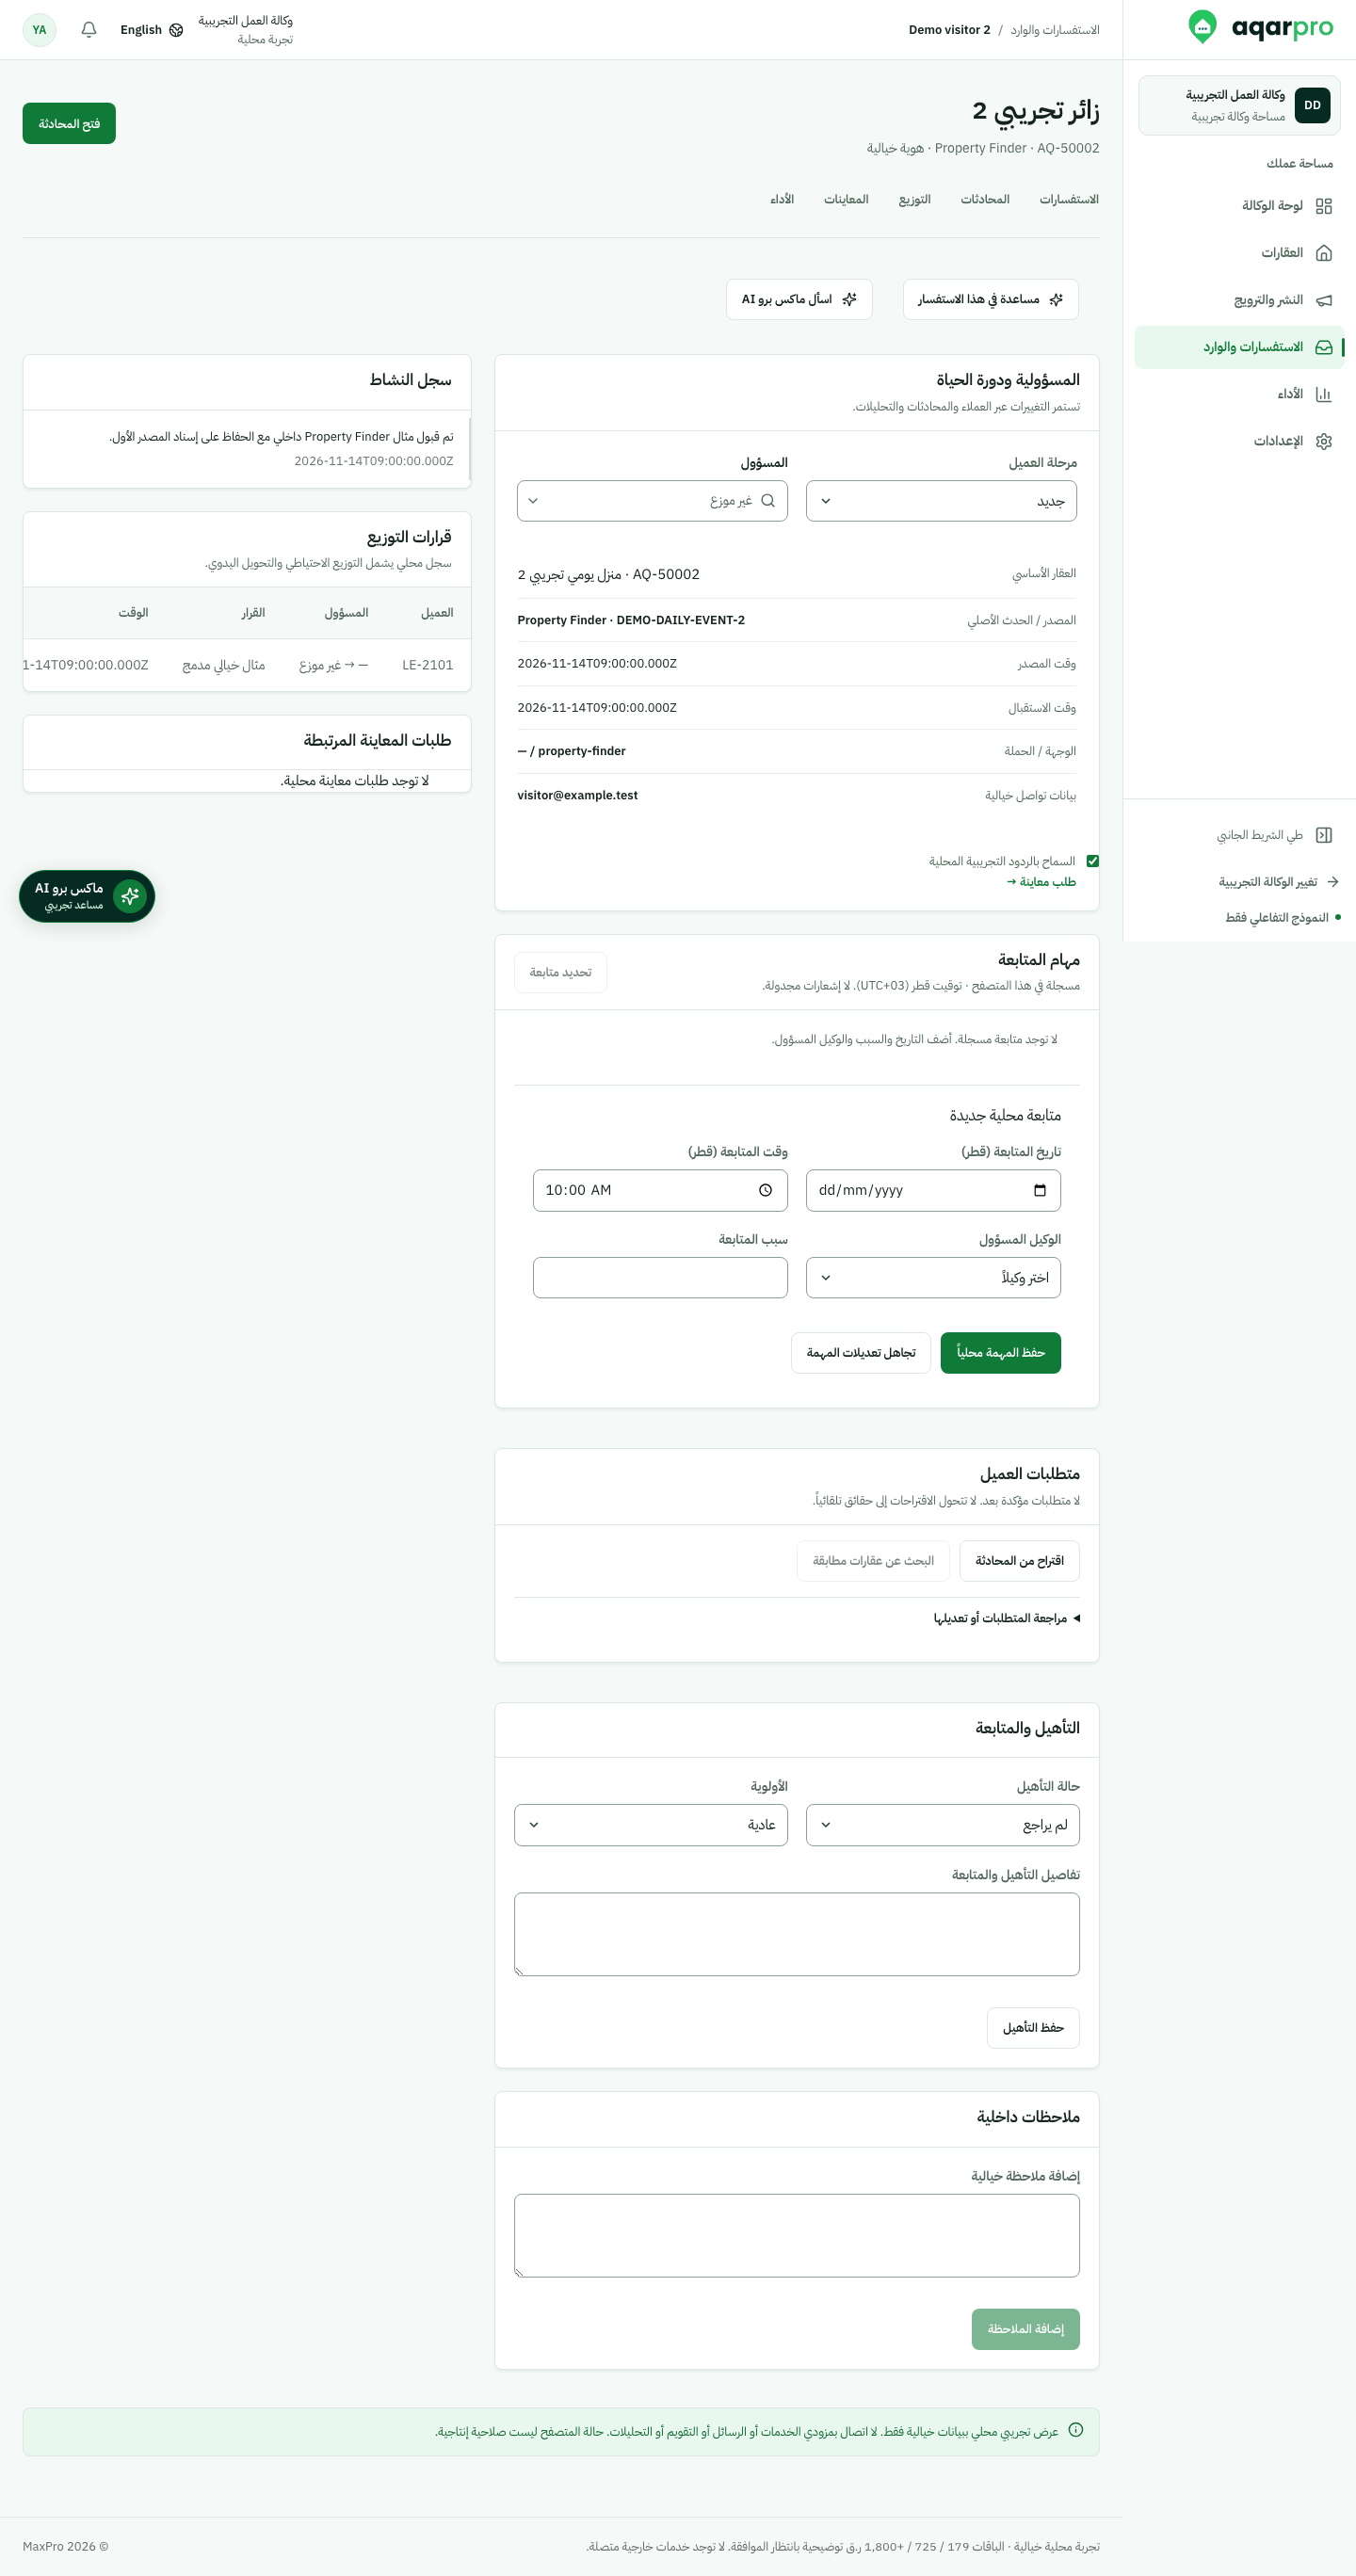 aqarpro
DD
وكالة العمل التجريبية
مساحة وكالة تجريبية
مساحة عملك
لوحة الوكالة
العقارات
النشر والترويج
الاستفسارات والوارد
الأداء
الإعدادات
طي الشريط الجانبي
تغيير الوكالة التجريبية
النموذج التفاعلي فقط
الاستفسارات والوارد / Demo visitor 2
وكالة العمل التجريبية
تجربة محلية
English
YA
زائر تجريبي 2
Property Finder · AQ-50002 · هوية خيالية
فتح المحادثة
الاستفسارات
المحادثات
التوزيع
المعاينات
الأداء
مساعدة في هذا الاستفسار
اسأل ماكس برو AI
المسؤولية ودورة الحياة
تستمر التغييرات عبر العملاء والمحادثات والتحليلات.
مرحلة العميل
المسؤول
جديد
غير موزع
العقار الأساسي
AQ-50002 · منزل يومي تجريبي 2
المصدر / الحدث الأصلي
Property Finder · DEMO-DAILY-EVENT-2
وقت المصدر
2026-11-14T09:00:00.000Z
وقت الاستقبال
2026-11-14T09:00:00.000Z
الوجهة / الحملة
— / property-finder
بيانات تواصل خيالية
visitor@example.test
السماح بالردود التجريبية المحلية
طلب معاينة →
سجل النشاط
تم قبول مثال Property Finder داخلي مع الحفاظ على إسناد المصدر الأول.
2026-11-14T09:00:00.000Z
قرارات التوزيع
سجل محلي يشمل التوزيع الاحتياطي والتحويل اليدوي.
العميل
المسؤول
القرار
الوقت
LE-2101
— → غير موزع
مثال خيالي مدمج
1-14T09:00:00.000Z
طلبات المعاينة المرتبطة
لا توجد طلبات معاينة محلية.
ماكس برو AI
مساعد تجريبي
مهام المتابعة
مسجلة في هذا المتصفح · توقيت قطر (UTC+03). لا إشعارات مجدولة.
تحديد متابعة
لا توجد متابعة مسجلة. أضف التاريخ والسبب والوكيل المسؤول.
متابعة محلية جديدة
تاريخ المتابعة (قطر)
وقت المتابعة (قطر)
dd/mm/yyyy
10:00 AM
الوكيل المسؤول
سبب المتابعة
اختر وكيلاً
حفظ المهمة محلياً
تجاهل تعديلات المهمة
متطلبات العميل
لا متطلبات مؤكدة بعد. لا تتحول الاقتراحات إلى حقائق تلقائياً.
اقتراح من المحادثة
البحث عن عقارات مطابقة
مراجعة المتطلبات أو تعديلها
التأهيل والمتابعة
حالة التأهيل
الأولوية
لم يراجع
عادية
تفاصيل التأهيل والمتابعة
حفظ التأهيل
ملاحظات داخلية
إضافة ملاحظة خيالية
إضافة الملاحظة
عرض تجريبي محلي ببيانات خيالية فقط. لا اتصال بمزودي الخدمات أو الرسائل أو التقويم أو التحليلات. حالة المتصفح ليست صلاحية إنتاجية.
تجربة محلية خيالية · الباقات 179 / 725 / +1,800 ر.ق توضيحية بانتظار الموافقة. لا توجد خدمات خارجية متصلة.
© 2026 MaxPro